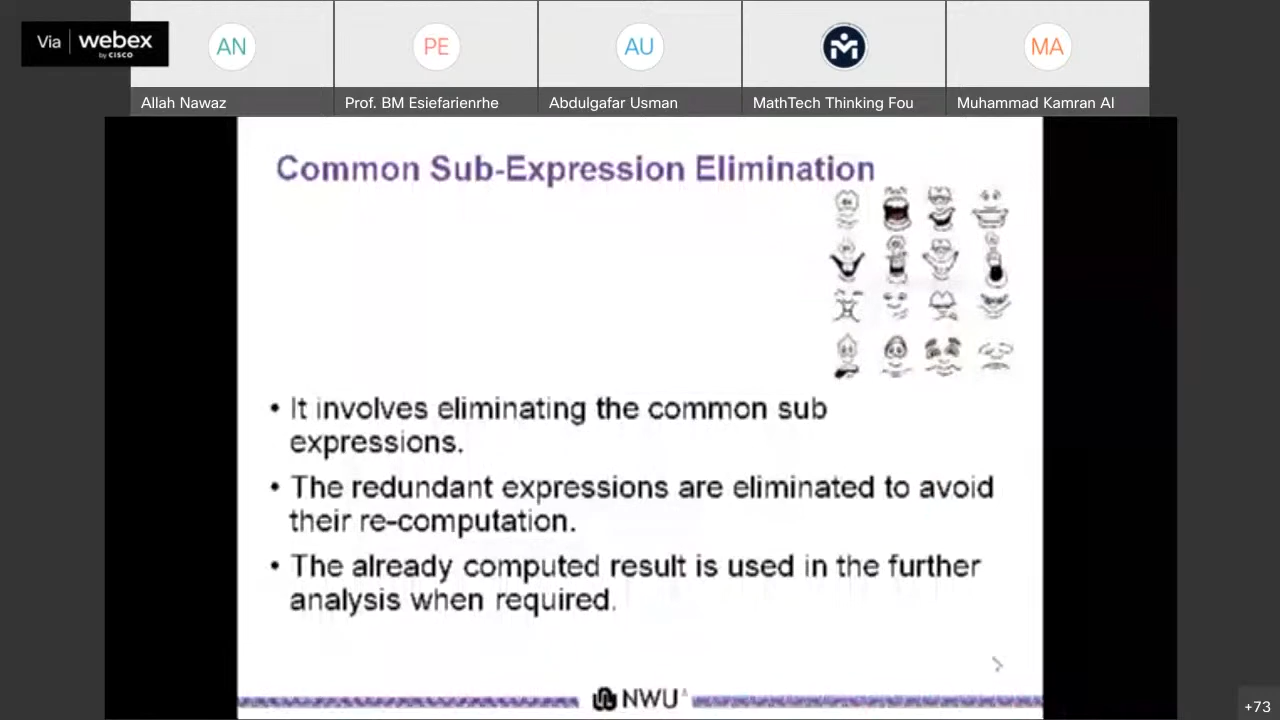 Via webex
by CISCO
AN
PE
AU
MA
Allah Nawaz
Prof. BM Esiefarienrhe
Abdulgafar Usman
MathTech Thinking Fou
Muhammad Kamran Al
Common Sub-Expression Elimination
• It involves eliminating the common sub
expressions.
• The redundant expressions are eliminated to avoid
their re-computation.
• The already computed result is used in the further
analysis when required.
NWU
+73